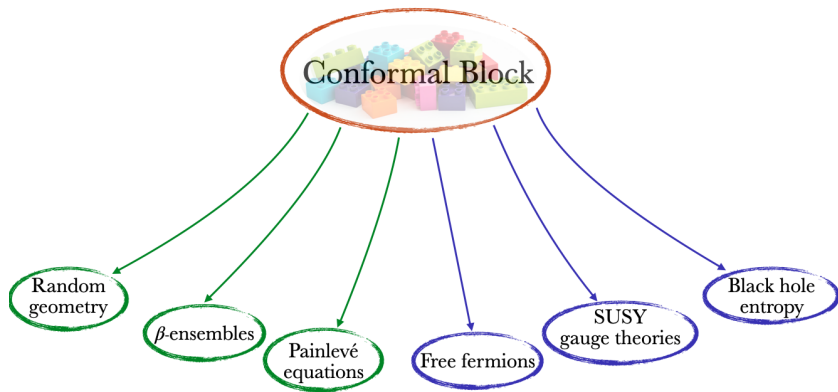 Conformal Block
Random
geometry
β-ensembles
Painlevé
equations
Free fermions
SUSY
gauge theories
Black hole
entropy